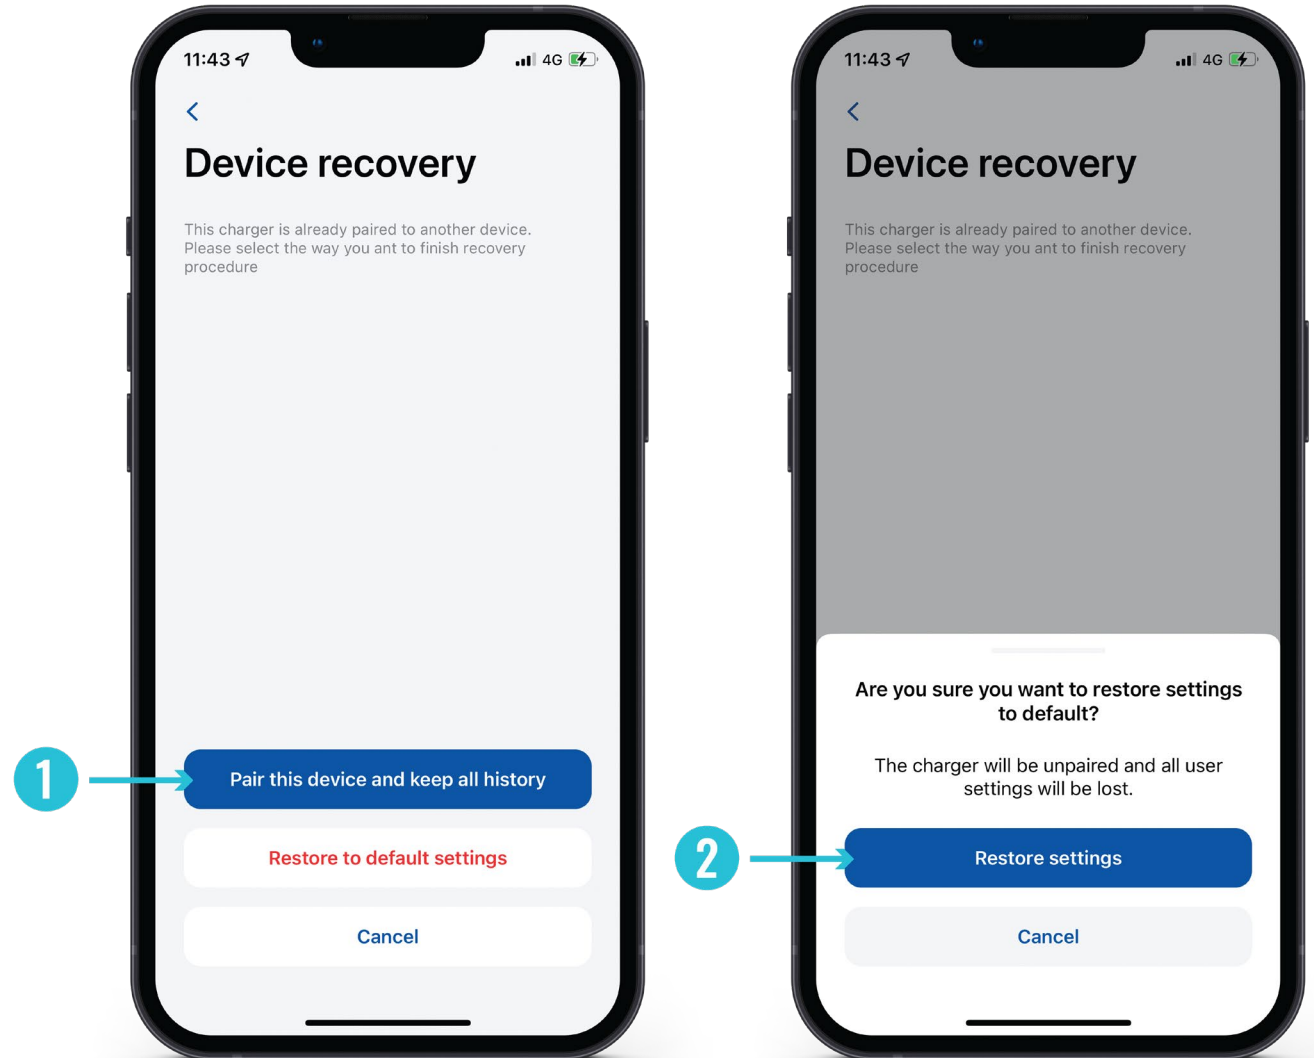 11:43
4G
Device recovery
This charger is already paired to another device.
Please select the way you ant to finish recovery
procedure
1
Pair this device and keep all history
Restore to default settings
Cancel
11:43
4G
Device recovery
This charger is already paired to another device.
Please select the way you ant to finish recovery
procedure
Are you sure you want to restore settings
to default?
The charger will be unpaired and all user
settings will be lost.
2
Restore settings
Cancel